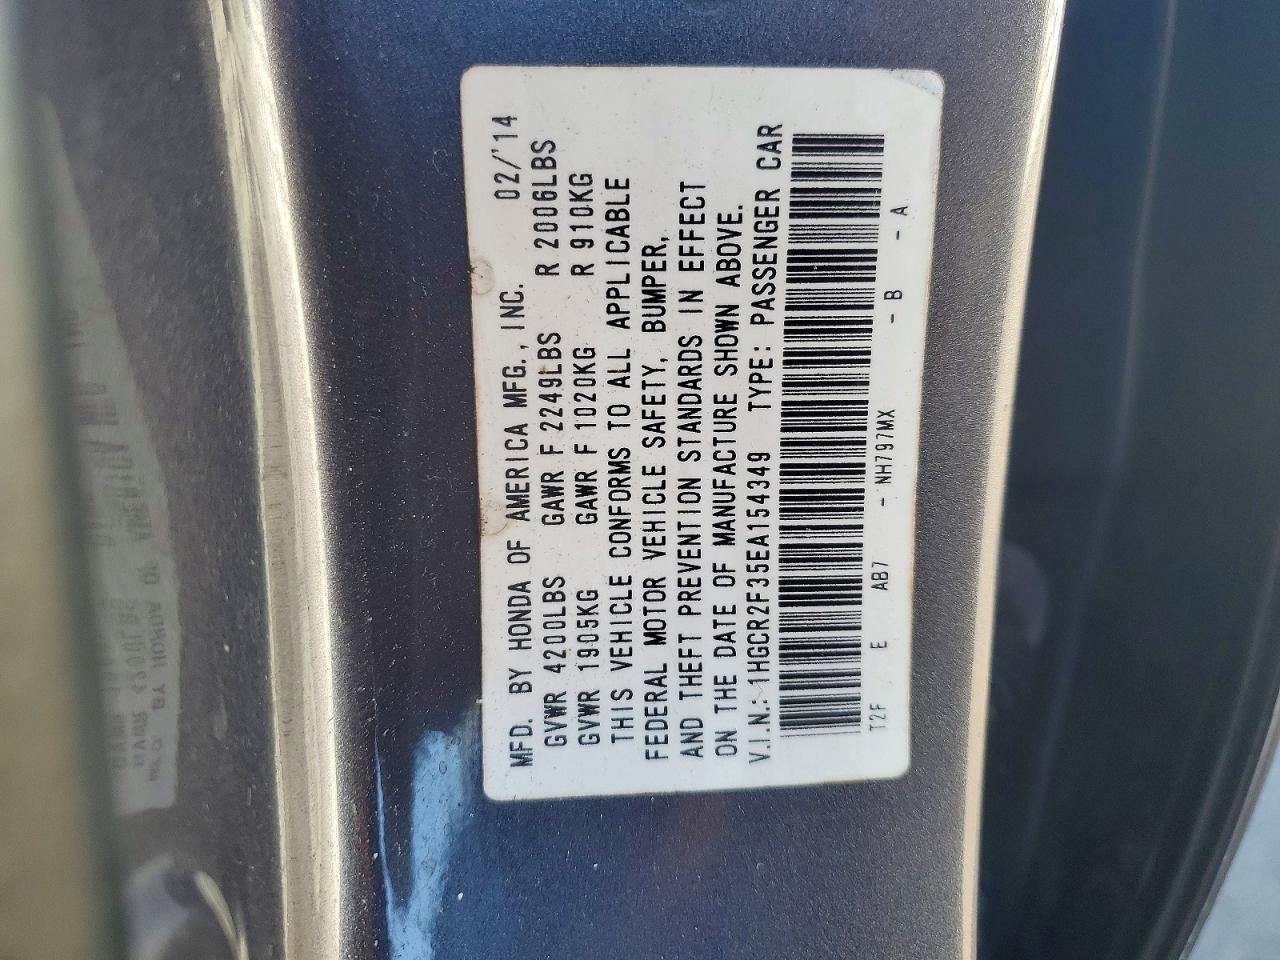 MFD. BY HONDA OF AMERICA MFG., INC. 02/'14
GVWR 4200LBS GAWR F 2249LBS R 2006LBS
GVWR 1905KG GAWR F 1020KG R 910KG
THIS VEHICLE CONFORMS TO ALL APPLICABLE
FEDERAL MOTOR VEHICLE SAFETY, BUMPER,
AND THEFT PREVENTION STANDARDS IN EFFECT
ON THE DATE OF MANUFACTURE SHOWN ABOVE.
V.I.N.: 1HGCR2F35EA154349 TYPE: PASSENGER CAR
T2F E AB7 - NH797MX - B - A